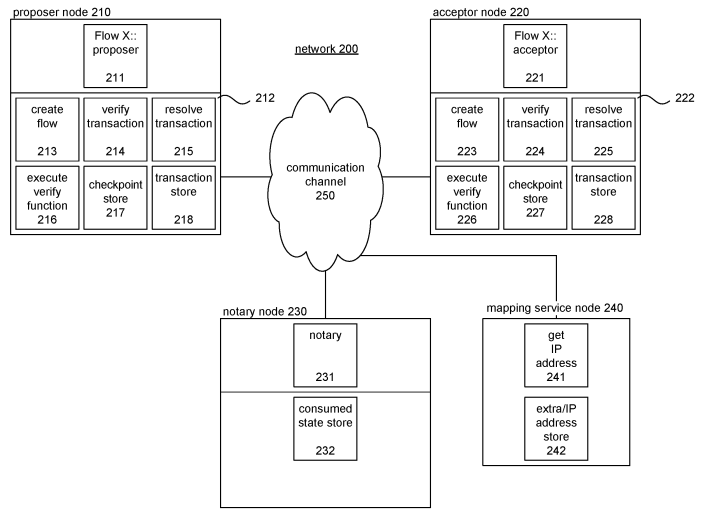 proposer node 210
Flow X::
proposer
211
212
create
flow
213
verify
transaction
214
resolve
transaction
215
execute
verify
function
216
checkpoint
store
217
transaction
store
218
network 200
communication
channel
250
acceptor node 220
Flow X::
acceptor
221
222
create
flow
223
verify
transaction
224
resolve
transaction
225
execute
verify
function
226
checkpoint
store
227
transaction
store
228
notary node 230
notary
231
consumed
state store
232
mapping service node 240
get
IP
address
241
extra/IP
address
store
242